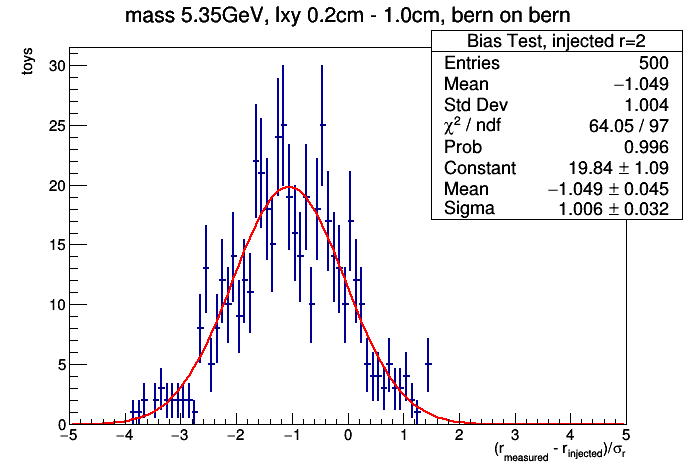 mass 5.35GeV, lxy 0.2cm - 1.0cm, bern on bern
Bias Test, injected r=2
Entries 500
Mean −1.049
Std Dev 1.004
χ² / ndf 64.05 / 97
Prob 0.996
Constant 19.84 ± 1.09
Mean −1.049 ± 0.045
Sigma 1.006 ± 0.032
toys
30
25
20
15
10
5
0
−5 −4 −3 −2 −1 0 1 2 3 4 5
(r_measured - r_injected)/σ_r